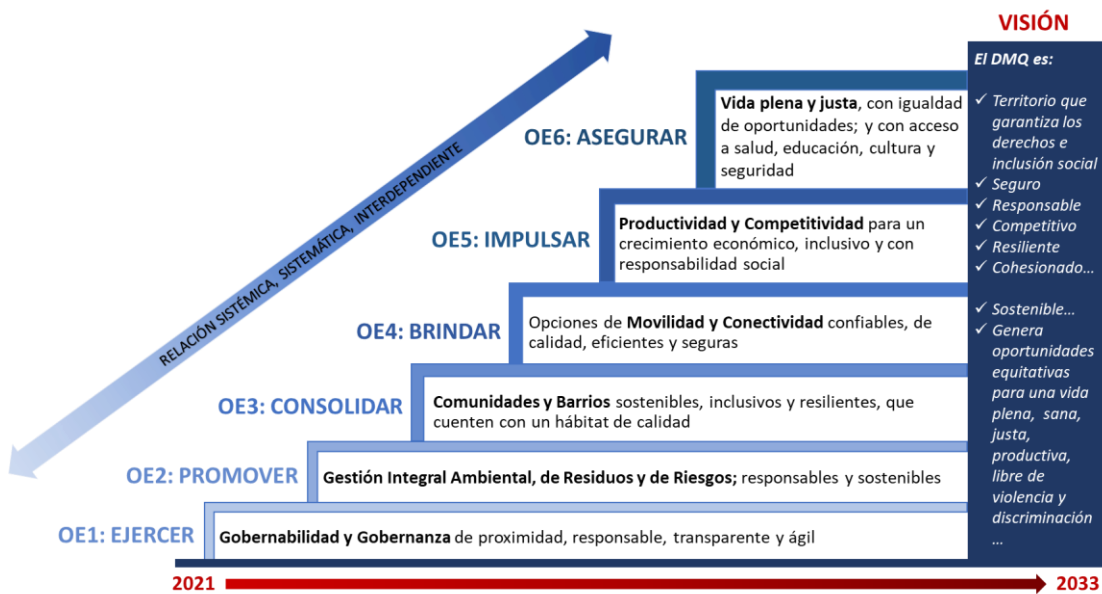 VISIÓN
El DMQ es:
✓ Territorio que
garantiza los
derechos e
inclusión social
✓ Seguro
✓ Responsable
✓ Competitivo
✓ Resiliente
✓ Cohesionado...
✓ Sostenible...
✓ Genera
oportunidades
equitativas
para una vida
plena, sana,
justa,
productiva,
libre de
violencia y
discriminación
...
RELACIÓN SISTÉMICA, SISTEMÁTICA, INTERDEPENDIENTE
OE6: ASEGURAR
Vida plena y justa, con igualdad
de oportunidades; y con acceso
a salud, educación, cultura y
seguridad
OE5: IMPULSAR
Productividad y Competitividad para un
crecimiento económico, inclusivo y con
responsabilidad social
OE4: BRINDAR
Opciones de Movilidad y Conectividad confiables, de
calidad, eficientes y seguras
OE3: CONSOLIDAR
Comunidades y Barrios sostenibles, inclusivos y resilientes, que
cuenten con un hábitat de calidad
OE2: PROMOVER
Gestión Integral Ambiental, de Residuos y de Riesgos; responsables y sostenibles
OE1: EJERCER
Gobernabilidad y Gobernanza de proximidad, responsable, transparente y ágil
2021
2033